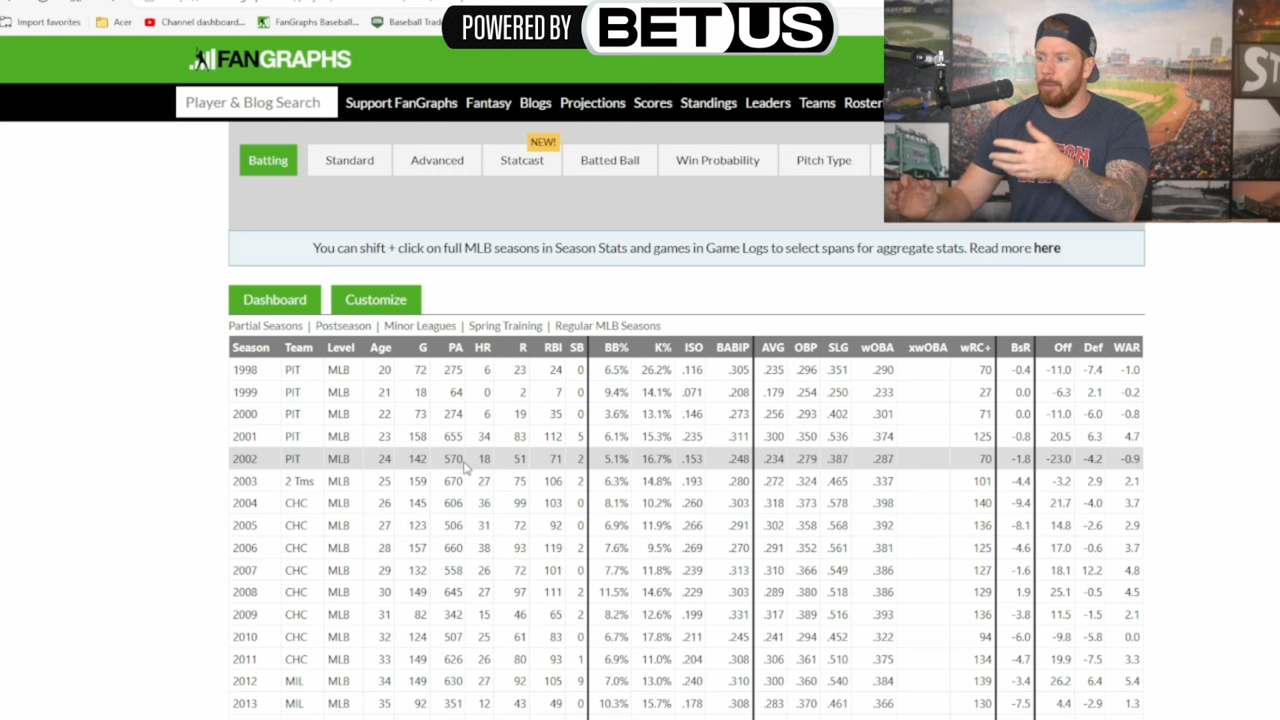 Import favorites Acer Channel dashboard... FanGraphs Baseball... Baseball Trad
POWERED BY BETUS
FANGRAPHS
Player & Blog Search Support FanGraphs Fantasy Blogs Projections Scores Standings Leaders Teams Roster
NEW!
Batting Standard Advanced Statcast Batted Ball Win Probability Pitch Type
You can shift + click on full MLB seasons in Season Stats and games in Game Logs to select spans for aggregate stats. Read more here
Dashboard Customize
Partial Seasons | Postseason | Minor Leagues | Spring Training | Regular MLB Seasons
Season Team Level Age G PA HR R RBI SB BB% K% ISO BABIP AVG OBP SLG wOBA xwOBA wRC+ BsR Off Def WAR
1998 PIT MLB 20 72 275 6 23 24 0 6.5% 26.2% .116 .305 .235 .296 .351 .290 70 -0.4 -11.0 -7.4 -1.0
1999 PIT MLB 21 18 64 0 2 7 0 9.4% 14.1% .071 .208 .179 .254 .250 .233 27 0.0 -6.3 2.1 -0.2
2000 PIT MLB 22 73 274 6 19 35 0 3.6% 13.1% .146 .273 .256 .293 .402 .301 71 0.0 -11.0 -6.0 -0.8
2001 PIT MLB 23 158 655 34 83 112 5 6.1% 15.3% .235 .311 .300 .350 .536 .374 125 -0.8 20.5 6.3 4.7
2002 PIT MLB 24 142 570 18 51 71 2 5.1% 16.7% .153 .248 .234 .279 .387 .287 70 -1.8 -23.0 -4.2 -0.9
2003 2 Tms MLB 25 159 670 27 75 106 2 6.3% 14.8% .193 .280 .272 .324 .465 .337 101 -4.4 -3.2 2.9 2.1
2004 CHC MLB 26 145 606 36 99 103 0 8.1% 10.2% .260 .303 .318 .373 .578 .398 140 -9.4 21.7 -4.0 3.7
2005 CHC MLB 27 123 506 31 72 92 0 6.9% 11.9% .266 .291 .302 .358 .568 .392 136 -8.1 14.8 -2.6 2.9
2006 CHC MLB 28 157 660 38 93 119 2 7.6% 9.5% .269 .270 .291 .352 .561 .381 125 -4.6 17.0 -0.6 3.7
2007 CHC MLB 29 132 558 26 72 101 0 7.7% 11.8% .239 .313 .310 .366 .549 .386 127 -1.6 18.1 12.2 4.8
2008 CHC MLB 30 149 645 27 97 111 2 11.5% 14.6% .229 .303 .289 .380 .518 .386 129 1.9 25.1 -0.5 4.5
2009 CHC MLB 31 82 342 15 46 65 2 8.2% 12.6% .199 .331 .317 .389 .516 .393 136 -3.8 11.5 -1.5 2.1
2010 CHC MLB 32 124 507 25 61 83 0 6.7% 17.8% .211 .245 .241 .294 .452 .322 94 -6.0 -9.8 -5.8 0.0
2011 CHC MLB 33 149 626 26 80 93 1 6.9% 11.0% .204 .308 .306 .361 .510 .375 134 -4.7 19.9 -7.5 3.3
2012 MIL MLB 34 149 630 27 92 105 9 7.0% 13.0% .240 .310 .300 .360 .540 .384 139 -3.4 26.2 6.4 5.4
2013 MIL MLB 35 92 351 12 43 49 0 10.3% 15.7% .178 .308 .283 .370 .461 .366 130 -7.5 4.4 -2.9 1.3